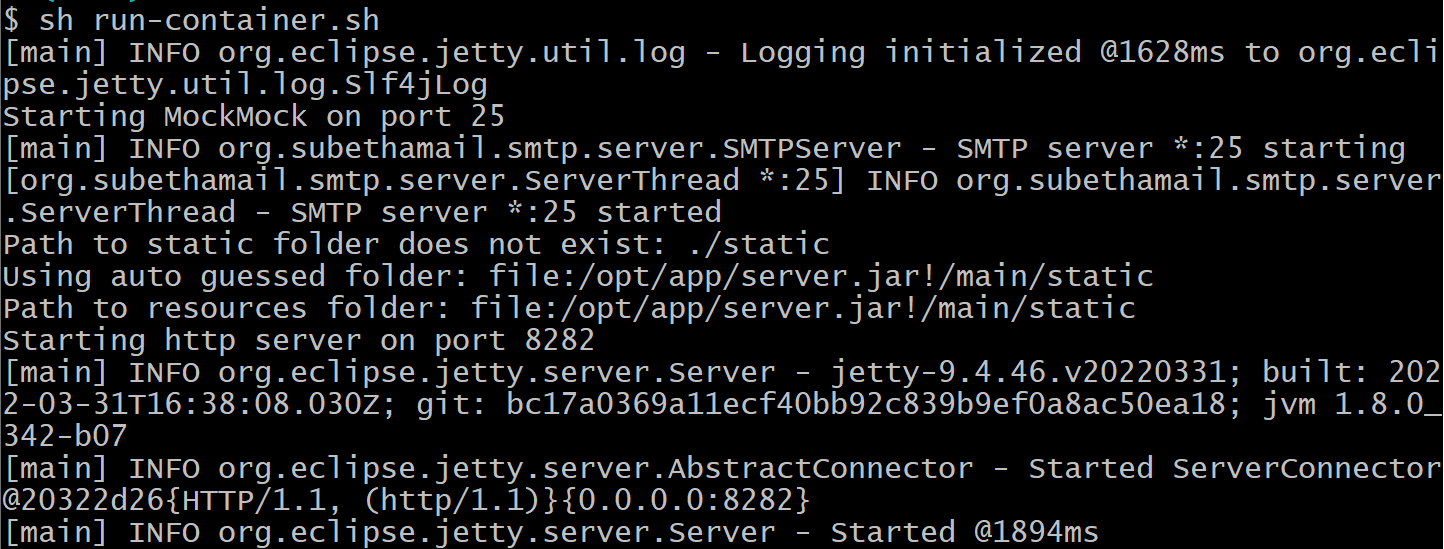 $ sh run-container.sh
[main] INFO org.eclipse.jetty.util.log - Logging initialized @1628ms to org.ecli
pse.jetty.util.log.Slf4jLog
Starting MockMock on port 25
[main] INFO org.subethamail.smtp.server.SMTPServer - SMTP server *:25 starting
[org.subethamail.smtp.server.ServerThread *:25] INFO org.subethamail.smtp.server
.ServerThread - SMTP server *:25 started
Path to static folder does not exist: ./static
Using auto guessed folder: file:/opt/app/server.jar!/main/static
Path to resources folder: file:/opt/app/server.jar!/main/static
Starting http server on port 8282
[main] INFO org.eclipse.jetty.server.Server - jetty-9.4.46.v20220331; built: 202
2-03-31T16:38:08.030Z; git: bc17a0369a11ecf40bb92c839b9ef0a8ac50ea18; jvm 1.8.0_
342-b07
[main] INFO org.eclipse.jetty.server.AbstractConnector - Started ServerConnector
@20322d26{HTTP/1.1, (http/1.1)}{0.0.0.0:8282}
[main] INFO org.eclipse.jetty.server.Server - Started @1894ms